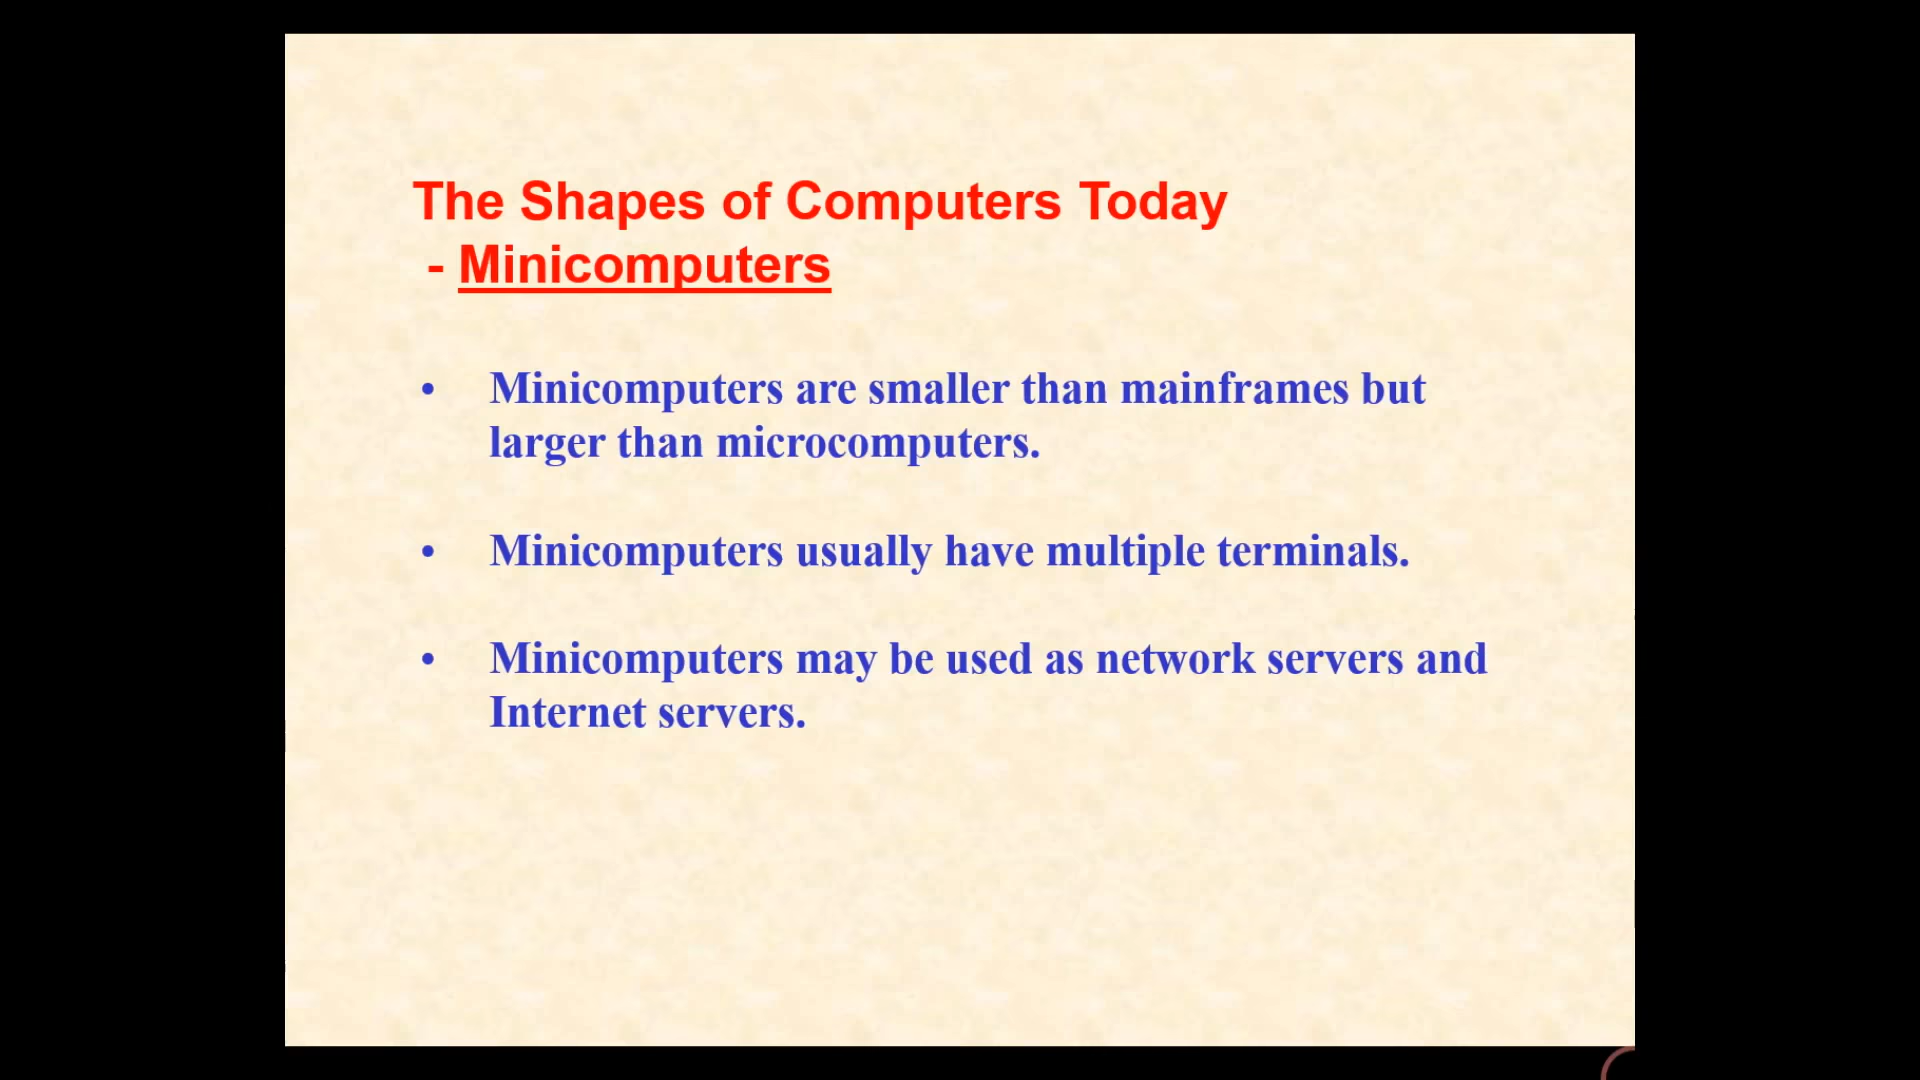 The Shapes of Computers Today
- Minicomputers
• Minicomputers are smaller than mainframes but
larger than microcomputers.
• Minicomputers usually have multiple terminals.
• Minicomputers may be used as network servers and
Internet servers.